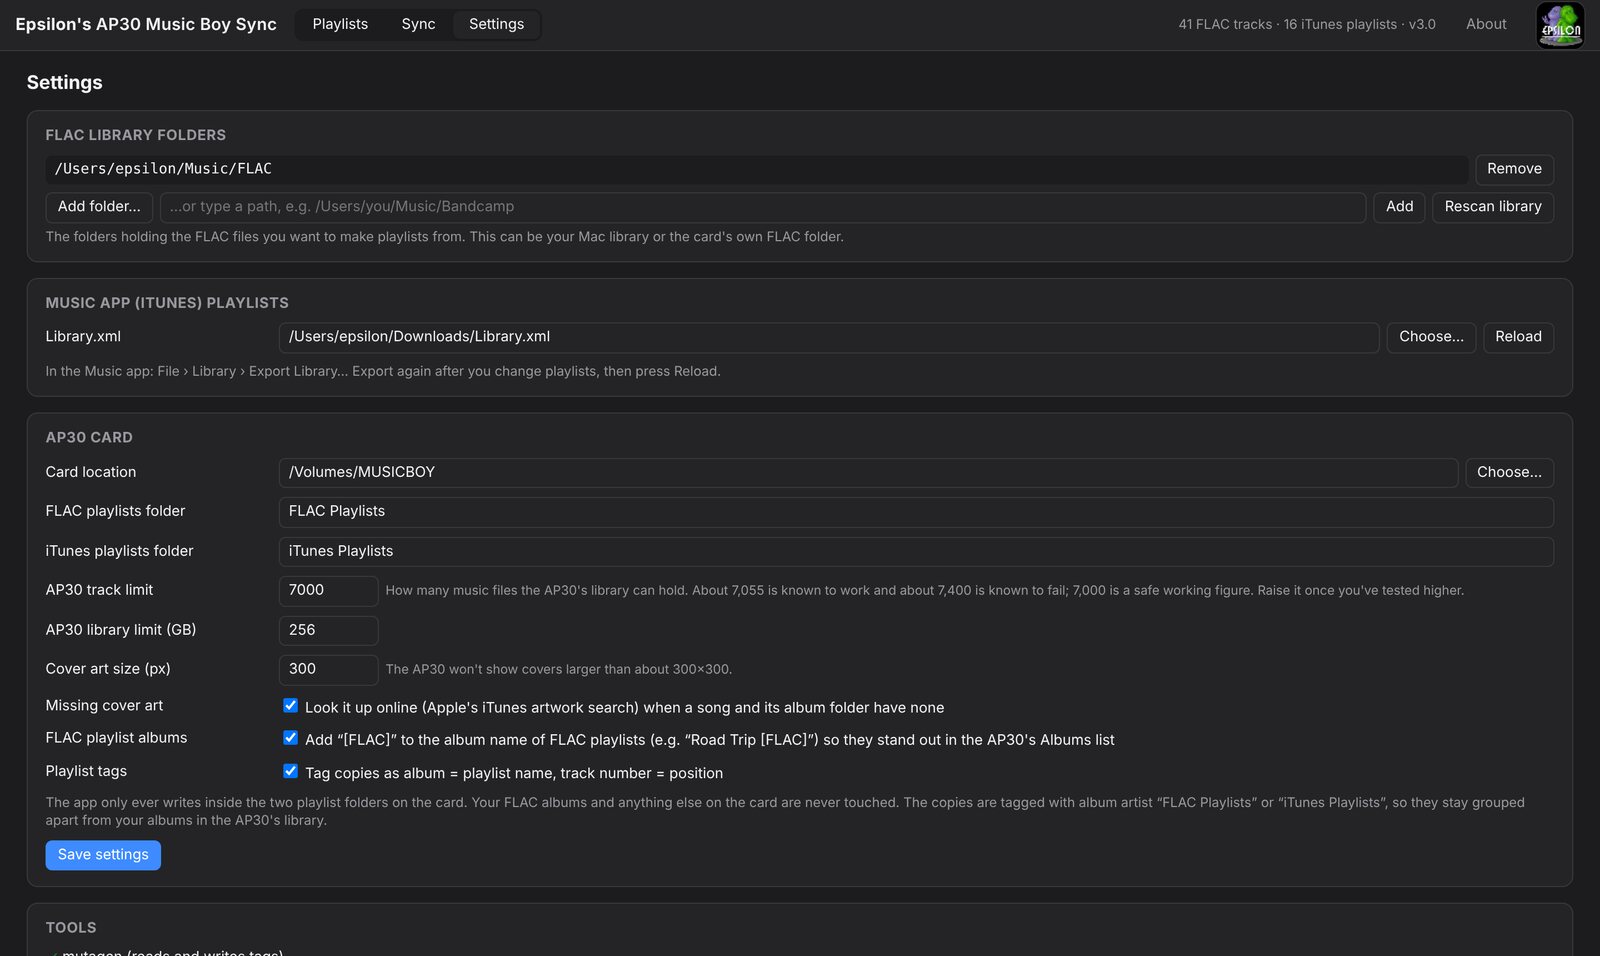 Epsilon's AP30 Music Boy Sync
Playlists
Sync
Settings
41 FLAC tracks · 16 iTunes playlists · v3.0
About
EPSILON
Settings
FLAC LIBRARY FOLDERS
/Users/epsilon/Music/FLAC
Remove
Add folder...
...or type a path, e.g. /Users/you/Music/Bandcamp
Add
Rescan library
The folders holding the FLAC files you want to make playlists from. This can be your Mac library or the card's own FLAC folder.
MUSIC APP (ITUNES) PLAYLISTS
Library.xml
/Users/epsilon/Downloads/Library.xml
Choose...
Reload
In the Music app: File › Library › Export Library... Export again after you change playlists, then press Reload.
AP30 CARD
Card location
/Volumes/MUSICBOY
Choose...
FLAC playlists folder
FLAC Playlists
iTunes playlists folder
iTunes Playlists
AP30 track limit
7000
How many music files the AP30's library can hold. About 7,055 is known to work and about 7,400 is known to fail; 7,000 is a safe working figure. Raise it once you've tested higher.
AP30 library limit (GB)
256
Cover art size (px)
300
The AP30 won't show covers larger than about 300×300.
Missing cover art
Look it up online (Apple's iTunes artwork search) when a song and its album folder have none
FLAC playlist albums
Add “[FLAC]” to the album name of FLAC playlists (e.g. “Road Trip [FLAC]”) so they stand out in the AP30's Albums list
Playlist tags
Tag copies as album = playlist name, track number = position
The app only ever writes inside the two playlist folders on the card. Your FLAC albums and anything else on the card are never touched. The copies are tagged with album artist “FLAC Playlists” or “iTunes Playlists”, so they stay grouped
apart from your albums in the AP30's library.
Save settings
TOOLS
mutagen (reads and writes tags)